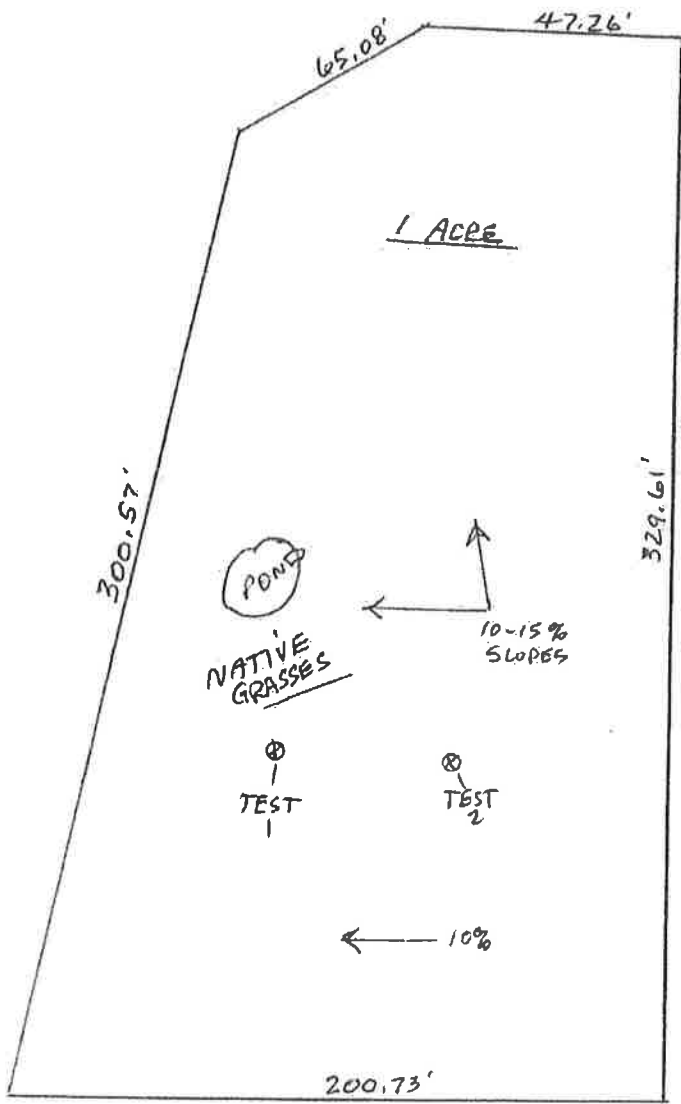 47.26'
65.08'
1 ACRE
300.57'
329.61'
POND
10-15%
SLOPES
NATIVE
GRASSES
TEST
1
TEST
2
10%
200.73'